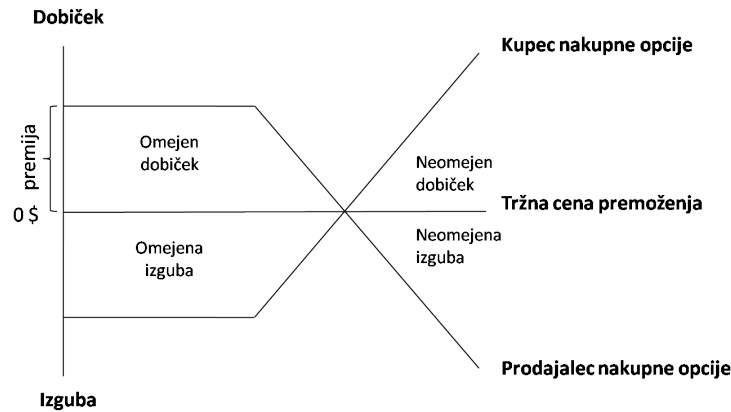 Dobiček
Kupec nakupne opcije
premija
Omejen
dobiček
Neomejen
dobiček
0 $
Tržna cena premoženja
Omejena
izguba
Neomejena
izguba
Prodajalec nakupne opcije
Izguba